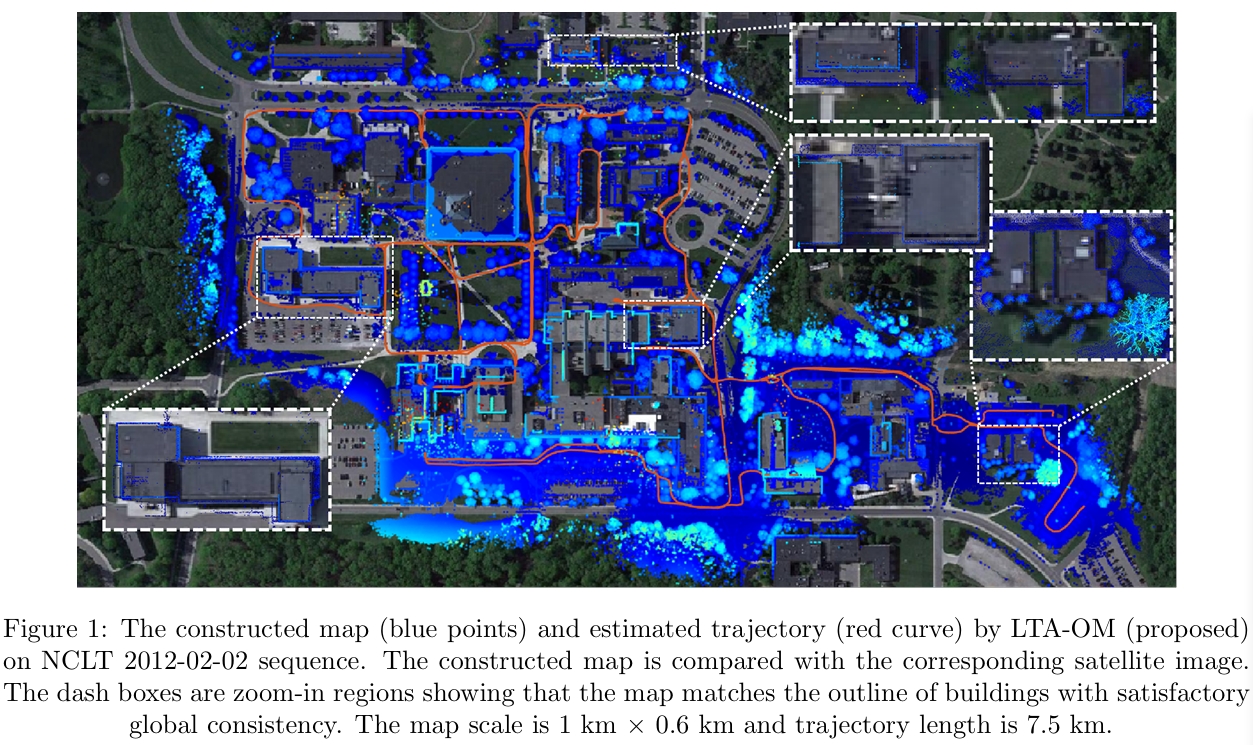 Figure 1: The constructed map (blue points) and estimated trajectory (red curve) by LTA-OM (proposed)
on NCLT 2012-02-02 sequence. The constructed map is compared with the corresponding satellite image.
The dash boxes are zoom-in regions showing that the map matches the outline of buildings with satisfactory
global consistency. The map scale is 1 km × 0.6 km and trajectory length is 7.5 km.